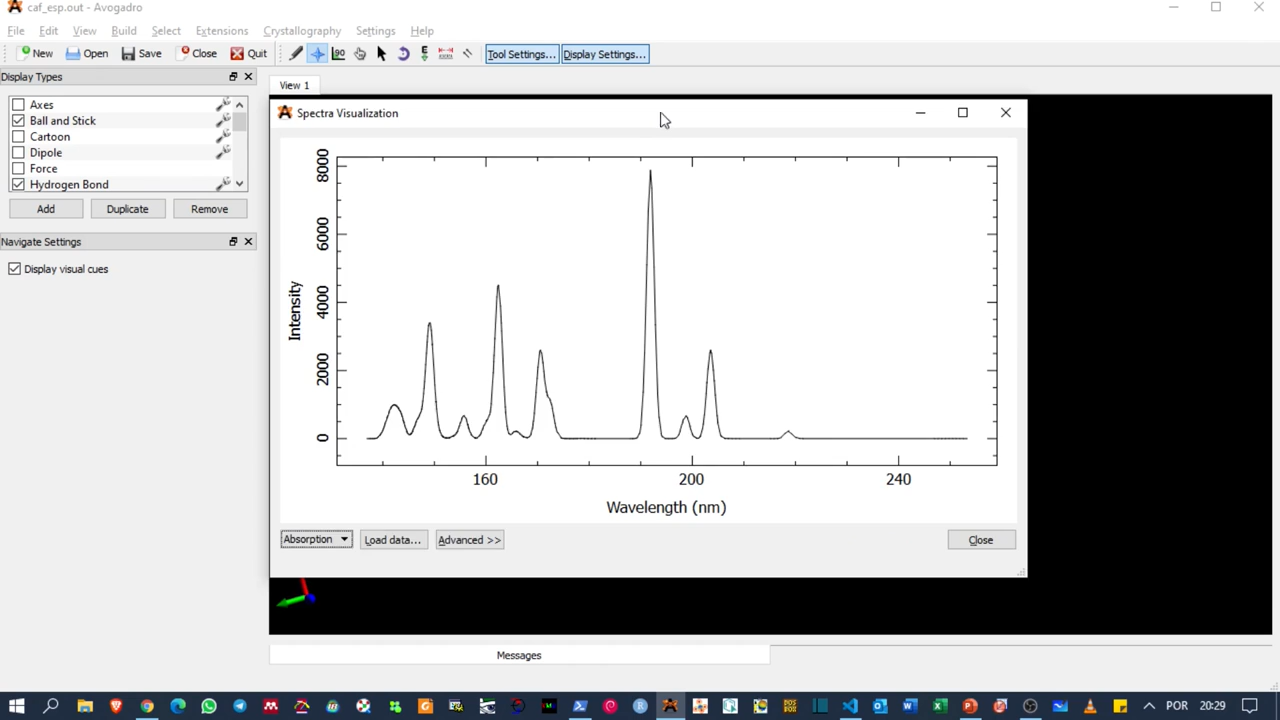 caf_esp.out - Avogadro
File Edit View Build Select Extensions Crystallography Settings Help
New Open Save Close Quit Tool Settings... Display Settings...
Display Types
View 1
Axes
Ball and Stick
Cartoon
Dipole
Force
Hydrogen Bond
Add Duplicate Remove
Navigate Settings
Display visual cues
Spectra Visualization
8000
6000
4000
2000
0
Intensity
160 200 240
Wavelength (nm)
Absorption Load data... Advanced >> Close
Messages
POR 20:29